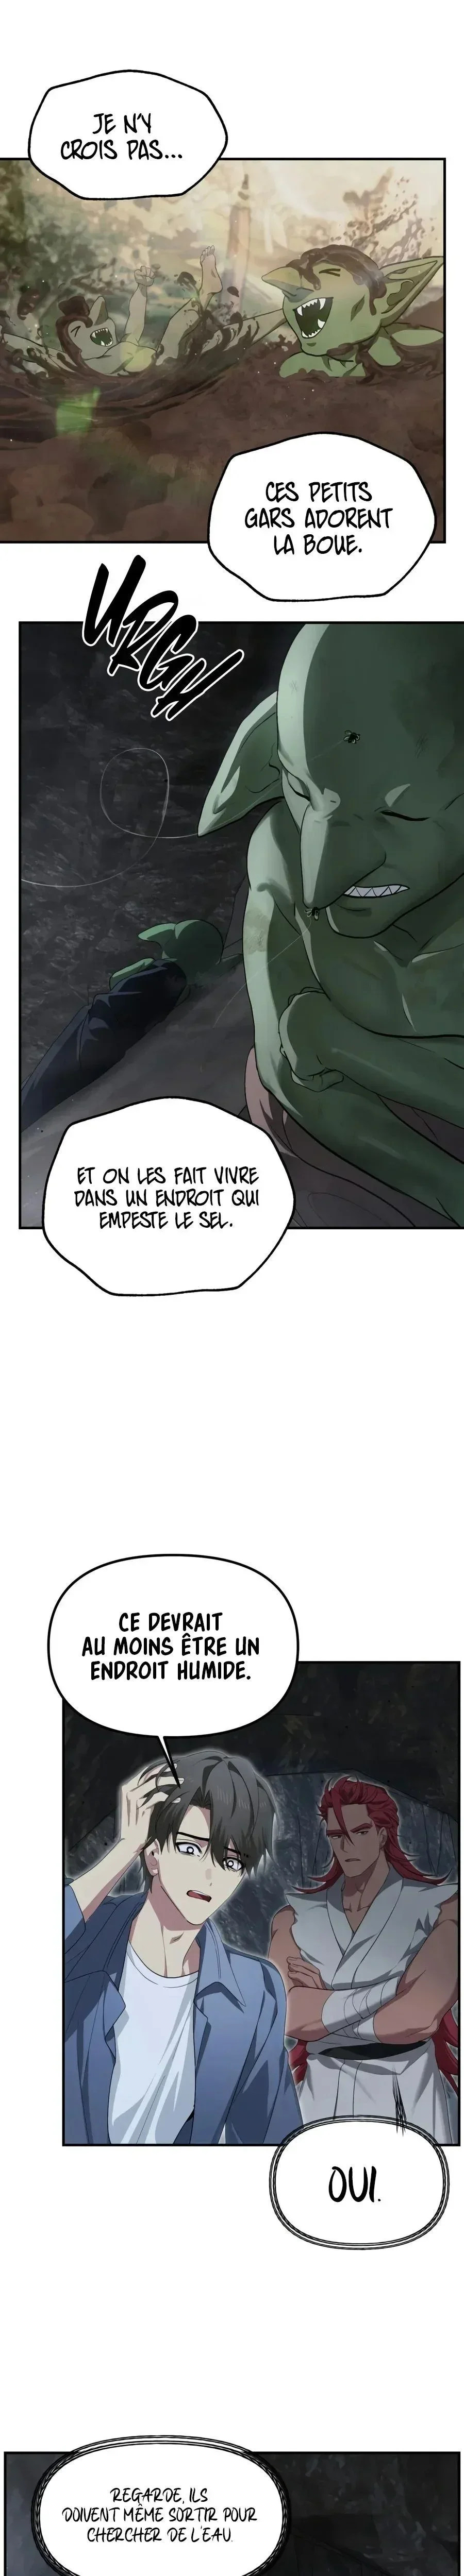 JE N'Y
CROIS PAS...
CES PETITS
GARS ADORENT
LA BOUE.
URGH
ET ON LES FAIT VIVRE
DANS UN ENDROIT QUI
EMPESTE LE SEL.
CE DEVRAIT
AU MOINS ÊTRE UN
ENDROIT HUMIDE.
OUI.
REGARDE, ILS
DOIVENT MÊME SORTIR POUR
CHERCHER DE L'EAU.